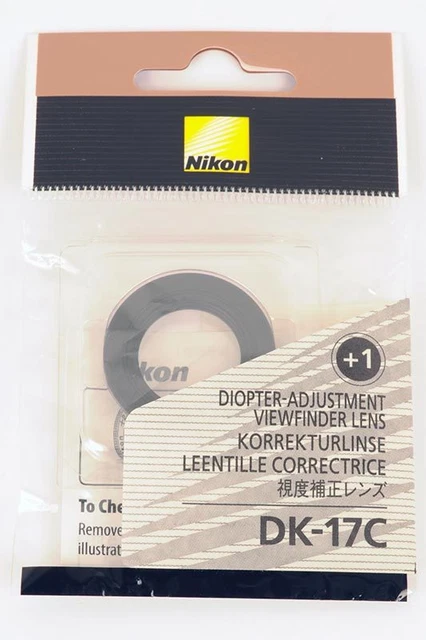 Nikon
+1
DIOPTER-ADJUSTMENT
VIEWFINDER LENS
KORREKTURLINSE
LEENTILLE CORRECTRICE
視度補正レンズ
DK-17C
kon
To Che
Remove
illustrat